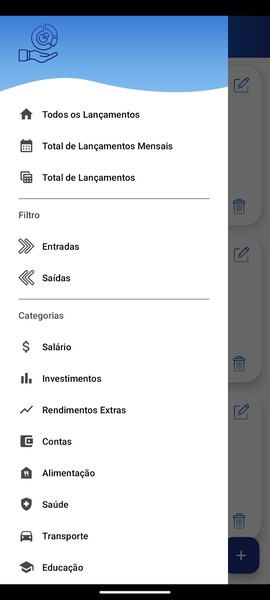 Todos os Lançamentos
Total de Lançamentos Mensais
Total de Lançamentos
Filtro
Entradas
Saídas
Categorias
Salário
Investimentos
Rendimentos Extras
Contas
Alimentação
Saúde
Transporte
Educação